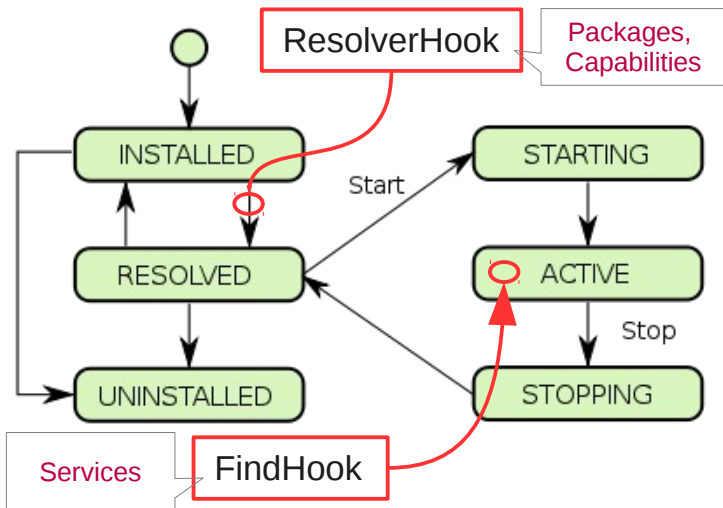 ResolverHook
Packages,
Capabilities
INSTALLED
STARTING
Start
RESOLVED
ACTIVE
Stop
UNINSTALLED
STOPPING
Services
FindHook